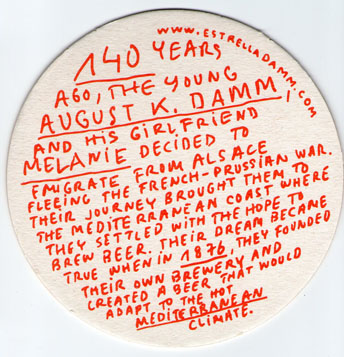 www.estrelladamm.com
140 YEARS
AGO, THE YOUNG
AUGUST K. DAMM
AND HIS GIRLFRIEND
MELANIE DECIDED TO
EMIGRATE FROM ALSACE
FLEEING THE FRENCH-PRUSSIAN WAR.
THEIR JOURNEY BROUGHT THEM TO
THE MEDITERRANEAN COAST WHERE
THEY SETTLED WITH THE HOPE TO
BREW BEER. THEIR DREAM BECAME
TRUE WHEN IN 1876, THEY FOUNDED
THEIR OWN BREWERY AND
CREATED A BEER THAT WOULD
ADAPT TO THE HOT
MEDITERRANEAN
CLIMATE.